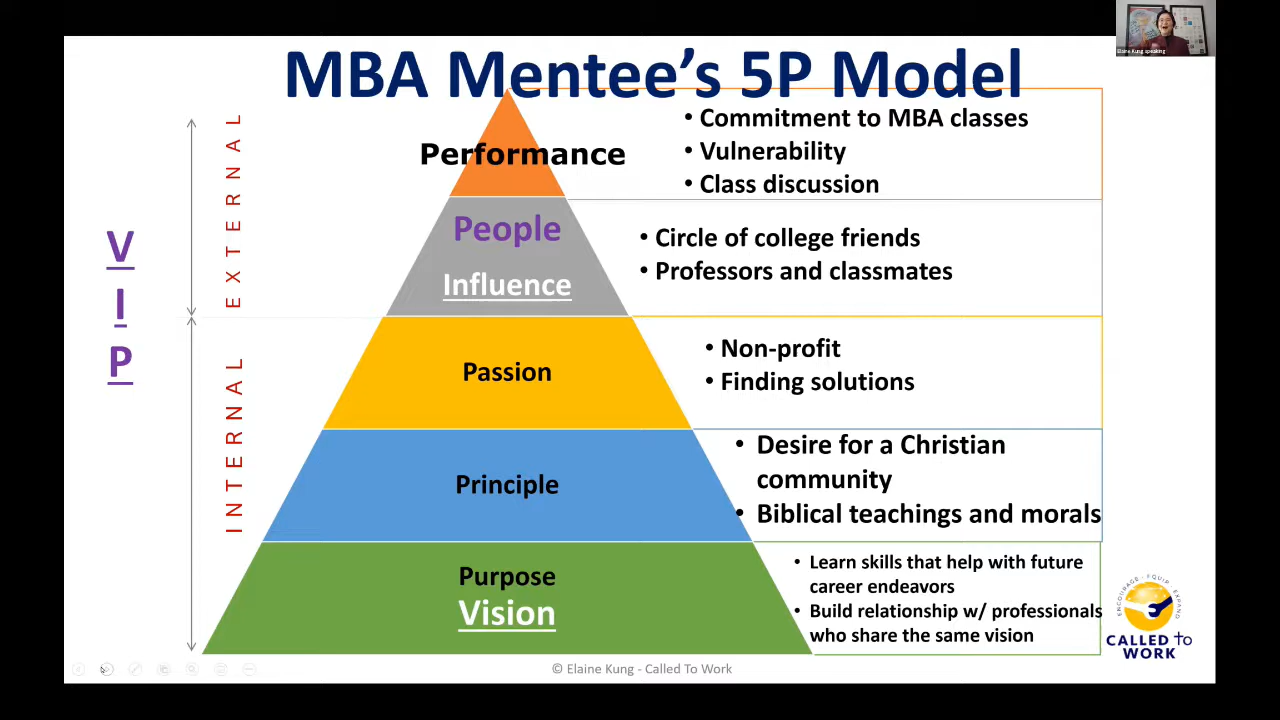 Elaine Kung speaking
MBA Mentee's 5P Model
EXTERNAL
INTERNAL
V
I
P
Performance
• Commitment to MBA classes
• Vulnerability
• Class discussion
People
Influence
• Circle of college friends
• Professors and classmates
Passion
• Non-profit
• Finding solutions
Principle
• Desire for a Christian
community
• Biblical teachings and morals
Purpose
Vision
• Learn skills that help with future
career endeavors
• Build relationship w/ professionals
who share the same vision
ENCOURAGE · EQUIP · EXPAND
CALLED TO
WORK
© Elaine Kung - Called To Work